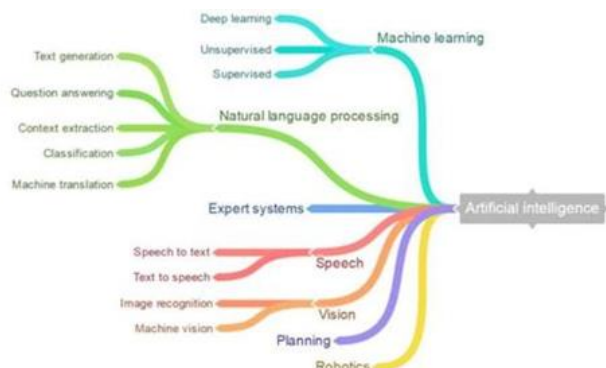 Deep learning
Unsupervised
Supervised
Machine learning
Text generation
Question answering
Context extraction
Classification
Machine translation
Natural language processing
Expert systems
Artificial intelligence
Speech to text
Text to speech
Speech
Image recognition
Machine vision
Vision
Planning
Robotics